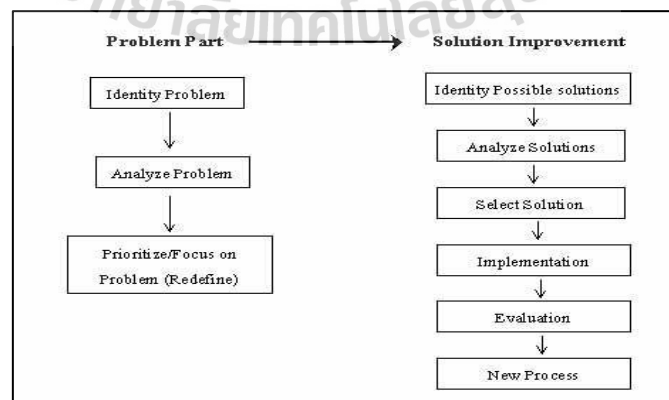 Problem Part
Solution Improvement
Identity Problem
Analyze Problem
Prioritize/Focus on
Problem (Redefine)
Identity Possible solutions
Analyze Solutions
Select Solution
Implementation
Evaluation
New Process